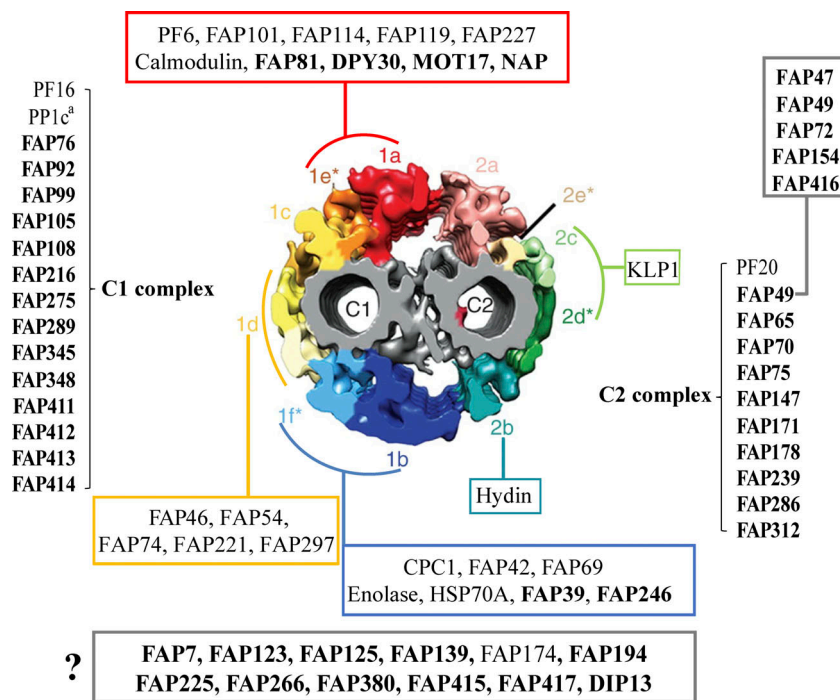 PF6, FAP101, FAP114, FAP119, FAP227
Calmodulin, FAP81, DPY30, MOT17, NAP
PF16
PP1cᵃ
FAP76
FAP92
FAP99
FAP105
FAP108
FAP216
FAP275
FAP289
FAP345
FAP348
FAP411
FAP412
FAP413
FAP414
C1 complex
1a
1e*
1c
1d
1f*
1b
2a
2e*
2c
2d*
2b
C1
C2
KLP1
Hydin
FAP47
FAP49
FAP72
FAP154
FAP416
C2 complex
PF20
FAP49
FAP65
FAP70
FAP75
FAP147
FAP171
FAP178
FAP239
FAP286
FAP312
FAP46, FAP54,
FAP74, FAP221, FAP297
CPC1, FAP42, FAP69
Enolase, HSP70A, FAP39, FAP246
?
FAP7, FAP123, FAP125, FAP139, FAP174, FAP194
FAP225, FAP266, FAP380, FAP415, FAP417, DIP13